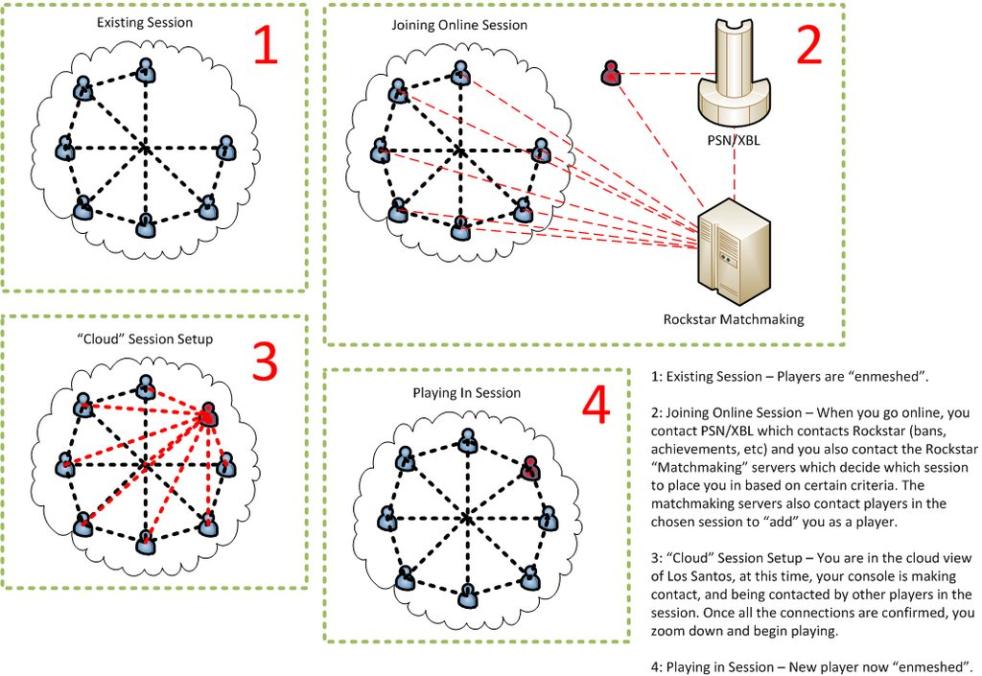 Existing Session
1
Joining Online Session
2
PSN/XBL
Rockstar Matchmaking
“Cloud” Session Setup
3
Playing In Session
4
1: Existing Session – Players are “enmeshed”.
2: Joining Online Session – When you go online, you
contact PSN/XBL which contacts Rockstar (bans,
achievements, etc) and you also contact the Rockstar
“Matchmaking” servers which decide which session
to place you in based on certain criteria. The
matchmaking servers also contact players in the
chosen session to “add” you as a player.
3: “Cloud” Session Setup – You are in the cloud view
of Los Santos, at this time, your console is making
contact, and being contacted by other players in the
session. Once all the connections are confirmed, you
zoom down and begin playing.
4: Playing in Session – New player now “enmeshed”.